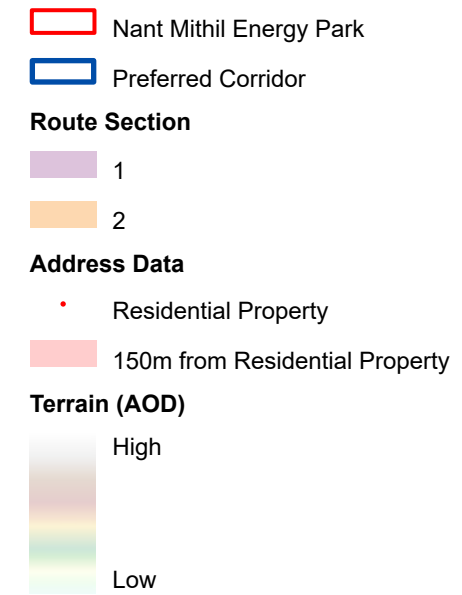 Nant Mithil Energy Park
Preferred Corridor
Route Section
1
2
Address Data
Residential Property
150m from Residential Property
Terrain (AOD)
High
Low